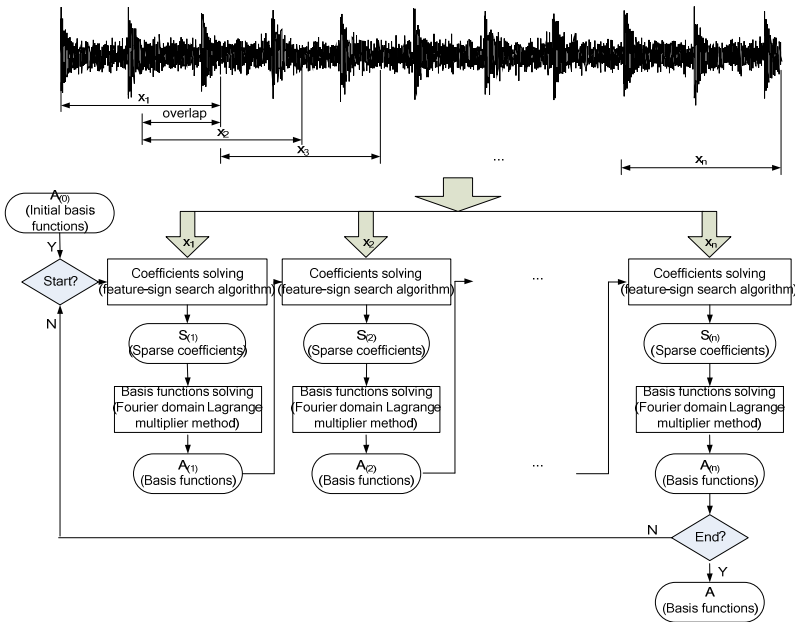 x1
overlap
x2
x3
...
xn
A(0)
(Initial basis
functions)
Y
Start?
N
x1
x2
xn
Coefficients solving
(feature-sign search algorithm)
Coefficients solving
(feature-sign search algorithm)
...
Coefficients solving
(feature-sign search algorithm)
S(1)
(Sparse coefficients)
S(2)
(Sparse coefficients)
S(n)
(Sparse coefficients)
Basis functions solving
(Fourier domain Lagrange
multiplier method)
Basis functions solving
(Fourier domain Lagrange
multiplier method)
Basis functions solving
(Fourier domain Lagrange
multiplier method)
A(1)
(Basis functions)
A(2)
(Basis functions)
...
A(n)
(Basis functions)
N
End?
Y
A
(Basis functions)